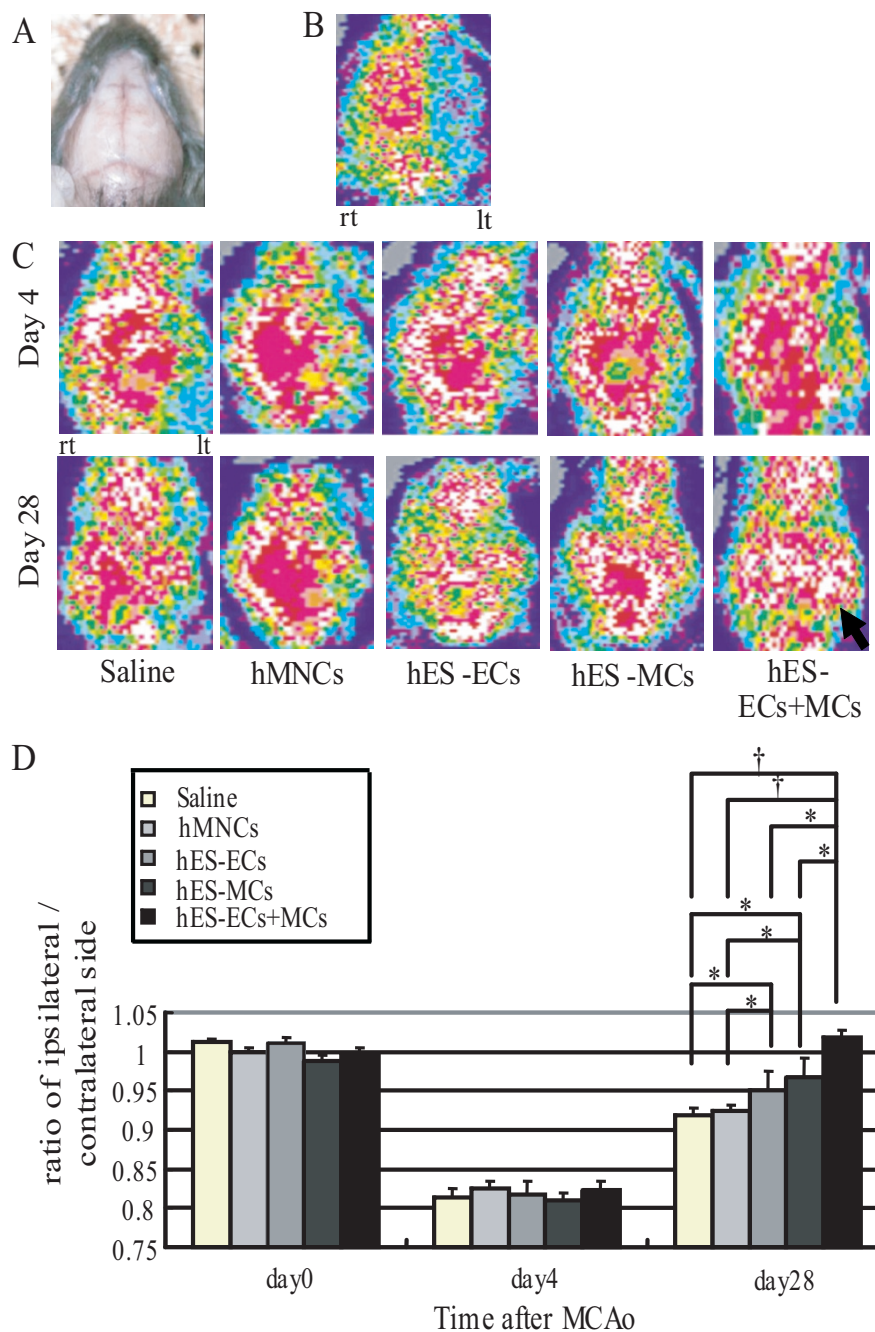 A
B
rt lt
C
Day 4
rt lt
Day 28
Saline hMNCs hES -ECs hES -MCs hES-
ECs+MCs
D
Saline
hMNCs
hES-ECs
hES-MCs
hES-ECs+MCs
†
†
*
*
*
*
*
*
ratio of ipsilateral /
contralateral side
1.05
1
0.95
0.9
0.85
0.8
0.75
day0 day4 day28
Time after MCAo